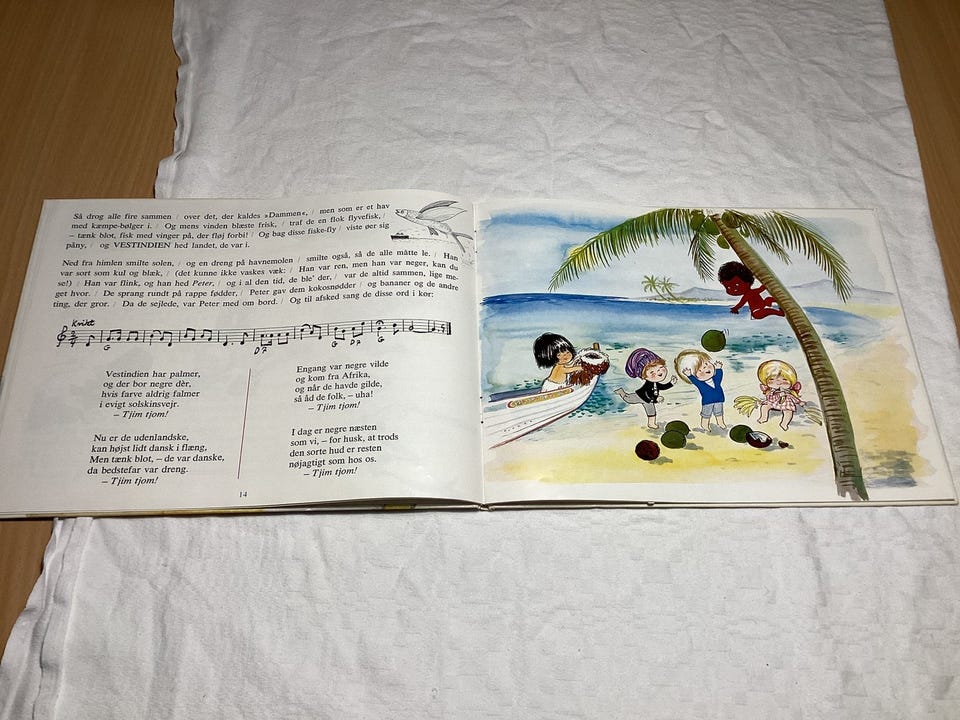 Så drog alle fire sammen / over det, der kaldes »Dammen«, / men som er et hav
med kæmpe-bølger i. / Og mens vinden blæste frisk, / traf de en flok flyvefisk, /
– tænk blot, fisk med vinger på, der fløj forbi! / Og bag disse fiske-fly / viste øer sig
påny, / og VESTINDIEN hed landet, de var i.
Ned fra himlen smilte solen, / og en dreng på havnemolen / smilte også, så de alle måtte le. / Han
var sort som kul og blæk, / (det kunne ikke vaskes væk: / Han var ren, men han var neger, kan du
se!) / Han var flink, og han hed Peter, / og i al den tid, de ble' der, / var de altid sammen, lige me-
get hvor. / De sprang rundt på rappe fødder, / Peter gav dem kokosnødder / og bananer og de andre
ting, der gror. / Da de sejlede, var Peter med om bord. / Og til afsked sang de disse ord i kor:
Kvikt
G D7 G D7 G
Vestindien har palmer,
og der bor negre dèr,
hvis farve aldrig falmer
i evigt solskinsvejr.
– Tjim tjom!
Nu er de udenlandske,
kan højst lidt dansk i flæng,
Men tænk blot, – de var danske,
da bedstefar var dreng.
– Tjim tjom!
Engang var negre vilde
og kom fra Afrika,
og når de havde gilde,
så åd de folk, – uha!
– Tjim tjom!
I dag er negre næsten
som vi, – for husk, at trods
den sorte hud er resten
nøjagtigt som hos os.
– Tjim tjom!
14